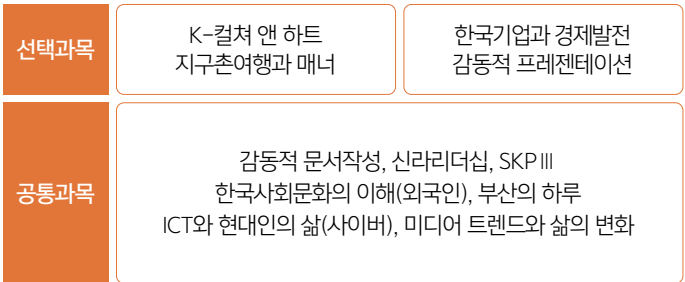 선택과목
K-컬쳐 앤 하트
지구촌여행과 매너
한국기업과 경제발전
감동적 프레젠테이션
공통과목
감동적 문서작성, 신라리더십, SKPⅢ
한국사회문화의 이해(외국인), 부산의 하루
ICT와 현대인의 삶(사이버), 미디어 트렌드와 삶의 변화